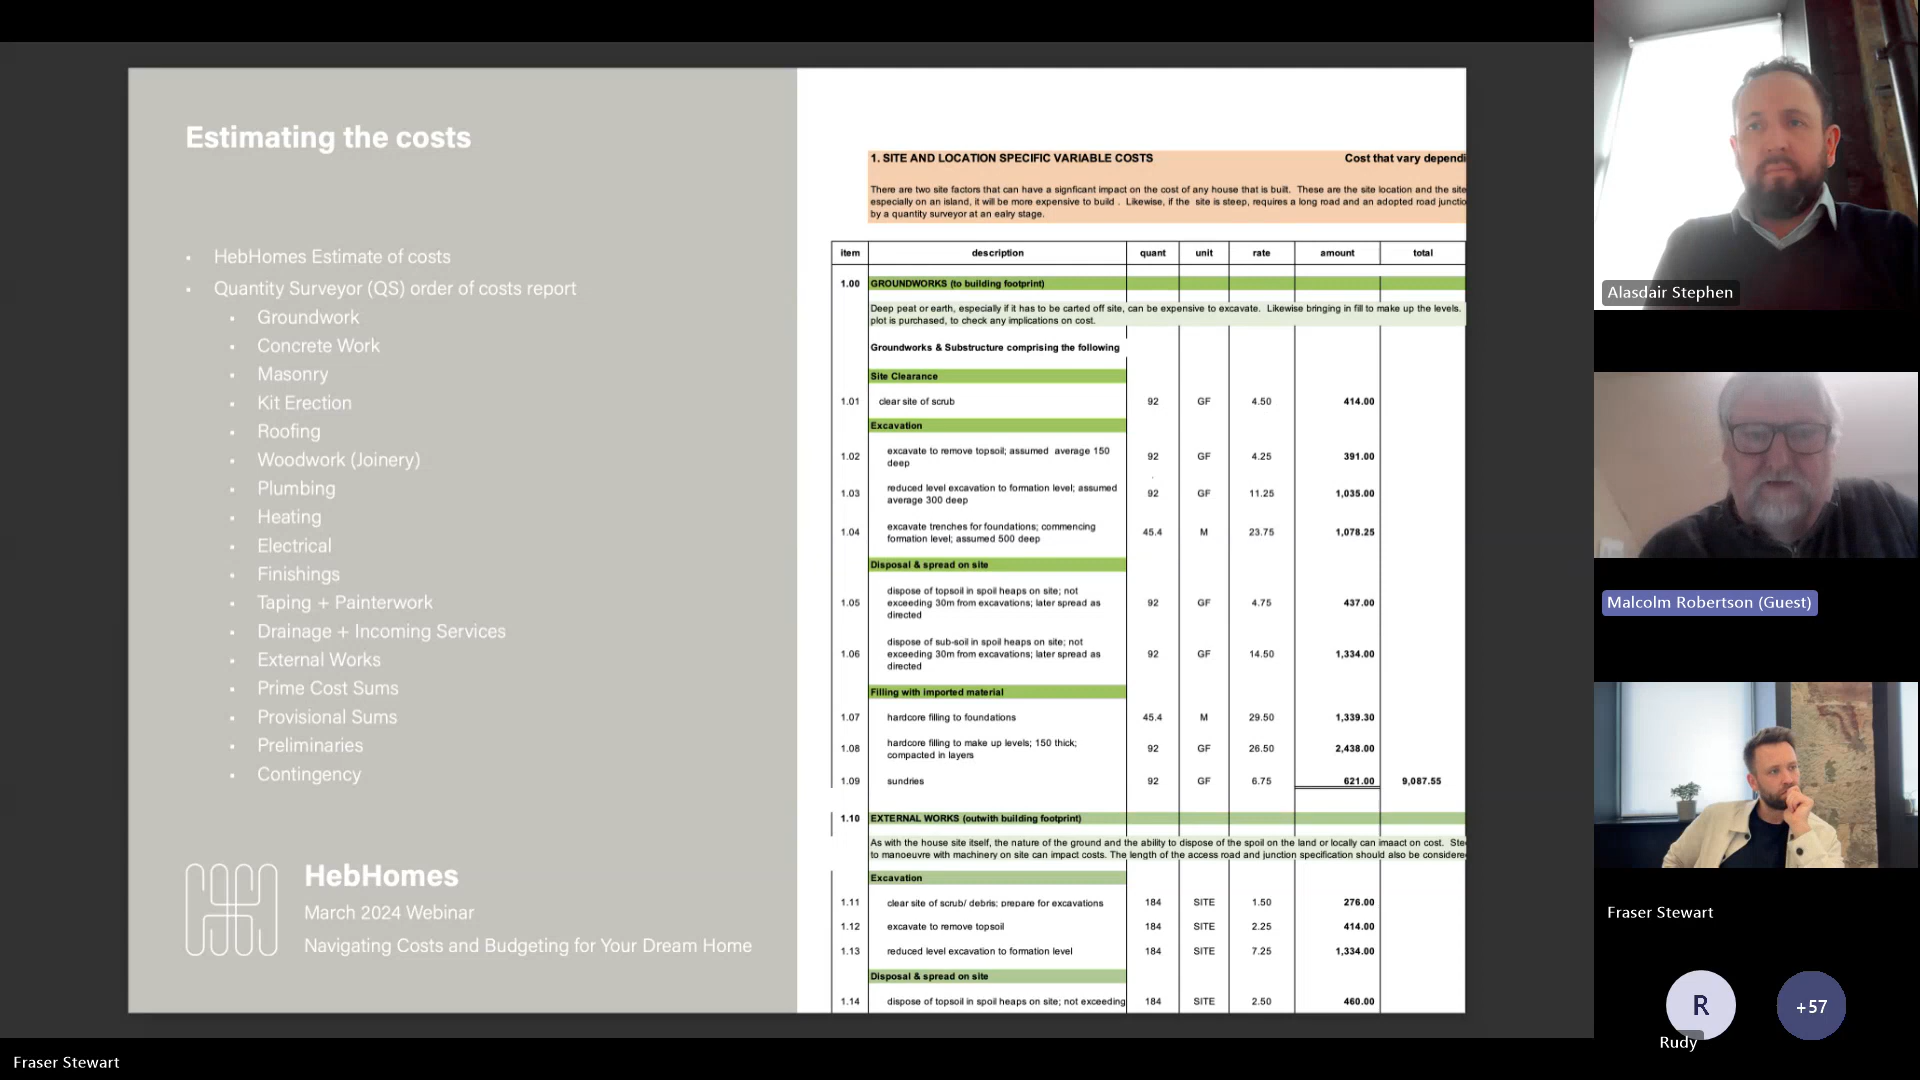 Estimating the costs
• HebHomes Estimate of costs
• Quantity Surveyor (QS) order of costs report
• Groundwork
• Concrete Work
• Masonry
• Kit Erection
• Roofing
• Woodwork (Joinery)
• Plumbing
• Heating
• Electrical
• Finishings
• Taping + Painterwork
• Drainage + Incoming Services
• External Works
• Prime Cost Sums
• Provisional Sums
• Preliminaries
• Contingency
HebHomes
March 2024 Webinar
Navigating Costs and Budgeting for Your Dream Home
1. SITE AND LOCATION SPECIFIC VARIABLE COSTS Cost that vary dependi
There are two site factors that can have a signficant impact on the cost of any house that is built. These are the site location and the site
especially on an island, it will be more expensive to build . Likewise, if the site is steep, requires a long road and an adopted road junctio
by a quantity surveyor at an ealry stage.
item description quant unit rate amount total
1.00 GROUNDWORKS (to building footprint)
Deep peat or earth, especially if it has to be carted off site, can be expensive to excavate. Likewise bringing in fill to make up the levels.
plot is purchased, to check any implications on cost.
Groundworks & Substructure comprising the following
Site Clearance
1.01 clear site of scrub 92 GF 4.50 414.00
Excavation
1.02 excavate to remove topsoil; assumed average 150 92 GF 4.25 391.00
deep
1.03 reduced level excavation to formation level; assumed 92 GF 11.25 1,035.00
average 300 deep
1.04 excavate trenches for foundations; commencing 45.4 M 23.75 1,078.25
formation level; assumed 500 deep
Disposal & spread on site
dispose of topsoil in spoil heaps on site; not
1.05 exceeding 30m from excavations; later spread as 92 GF 4.75 437.00
directed
dispose of sub-soil in spoil heaps on site; not
1.06 exceeding 30m from excavations; later spread as 92 GF 14.50 1,334.00
directed
Filling with imported material
1.07 hardcore filling to foundations 45.4 M 29.50 1,339.30
1.08 hardcore filling to make up levels; 150 thick; 92 GF 26.50 2,438.00
compacted in layers
1.09 sundries 92 GF 6.75 621.00 9,087.55
1.10 EXTERNAL WORKS (outwith building footprint)
As with the house site itself, the nature of the ground and the ability to dispose of the spoil on the land or locally can imaact on cost. Ste
to manoeuvre with machinery on site can impact costs. The length of the access road and junction specification should also be considere
Excavation
1.11 clear site of scrub/ debris; prepare for excavations 184 SITE 1.50 276.00
1.12 excavate to remove topsoil 184 SITE 2.25 414.00
1.13 reduced level excavation to formation level 184 SITE 7.25 1,334.00
Disposal & spread on site
1.14 dispose of topsoil in spoil heaps on site; not exceeding 184 SITE 2.50 460.00
Alasdair Stephen
Malcolm Robertson (Guest)
Fraser Stewart
R
+57
Rudy
Fraser Stewart